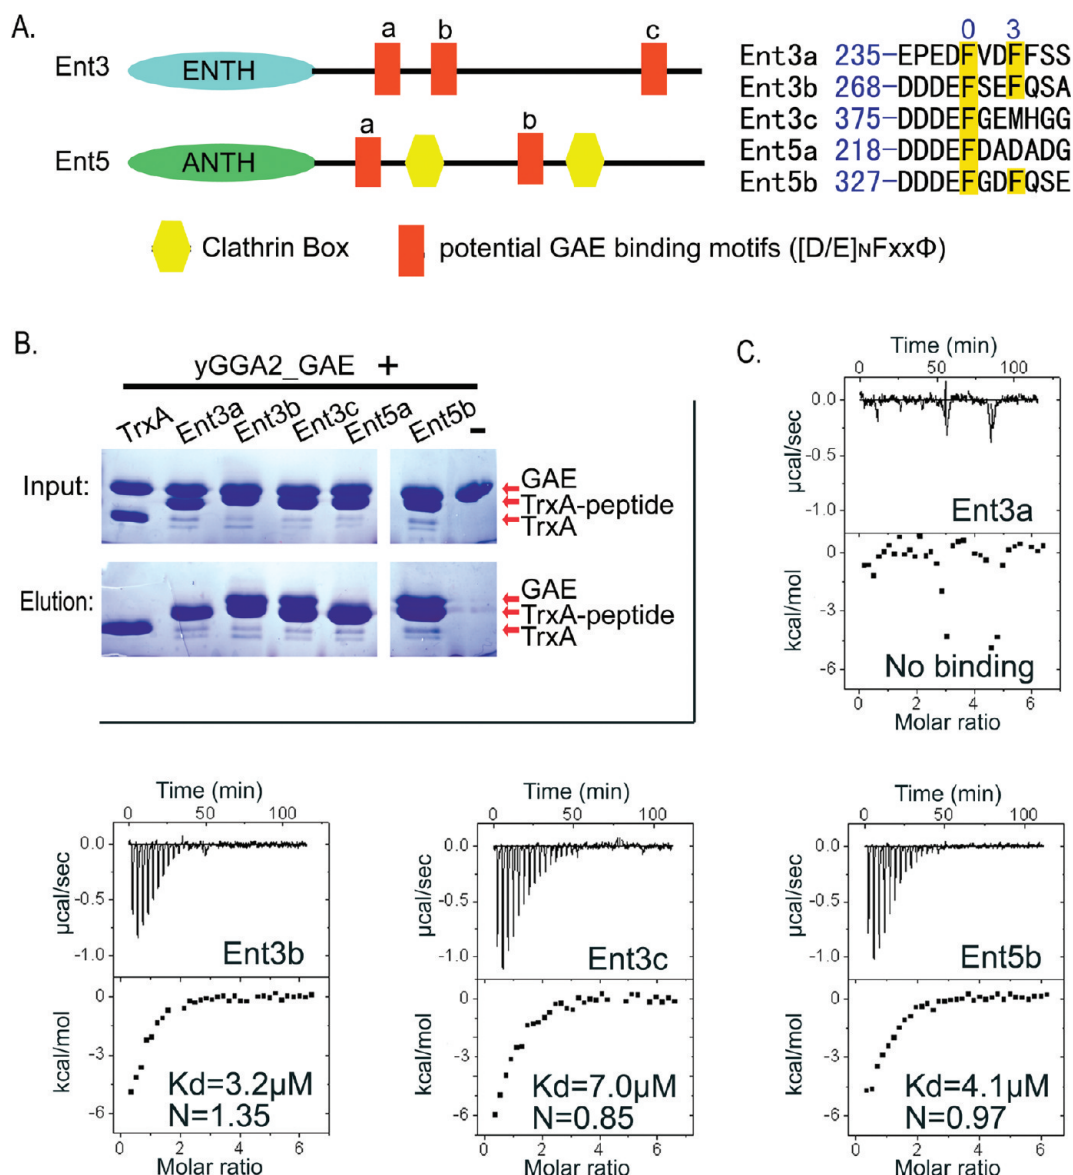 A.
a b c
Ent3 ENTH
a b
Ent5 ANTH
Clathrin Box
potential GAE binding motifs ([D/E]NFxxΦ)
0 3
Ent3a 235-EPEDFVDFFSS
Ent3b 268-DDDEFSEFQSA
Ent3c 375-DDDEFGEMHGG
Ent5a 218-DDDEFDADADG
Ent5b 327-DDDEFGDFQSE
B.
yGGA2_GAE +
TrxA Ent3a Ent3b Ent3c Ent5a Ent5b -
Input:
GAE
TrxA-peptide
TrxA
Elution:
GAE
TrxA-peptide
TrxA
C.
Time (min)
0 50 100
0.0
-0.5
-1.0
µcal/sec
Ent3a
0
-3
-6
kcal/mol
No binding
0 2 4 6
Molar ratio
Time (min)
0 50 100
0.0
-0.5
-1.0
µcal/sec
Ent3b
0
-3
-6
kcal/mol
Kd=3.2µM
N=1.35
0 2 4 6
Molar ratio
Time (min)
0 50 100
0.0
-0.5
-1.0
µcal/sec
Ent3c
0
-3
-6
kcal/mol
Kd=7.0µM
N=0.85
0 2 4 6
Molar ratio
Time (min)
0 50 100
0.0
-0.5
-1.0
µcal/sec
Ent5b
0
-3
-6
kcal/mol
Kd=4.1µM
N=0.97
0 2 4 6
Molar ratio